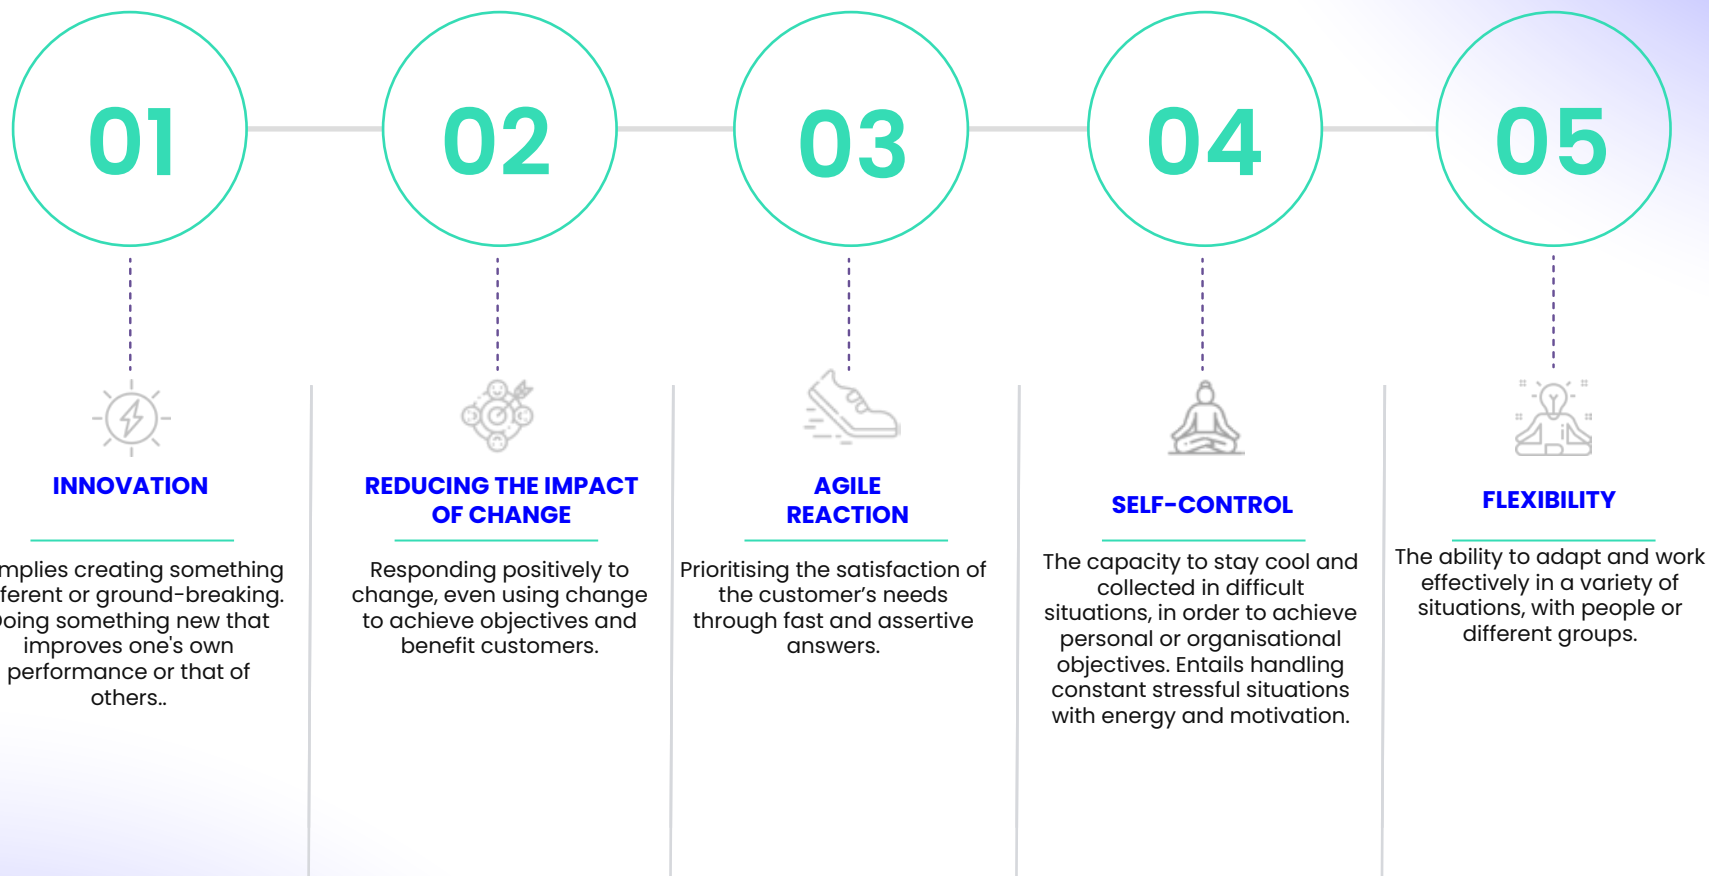 01
02
03
04
05
INNOVATION
mplies creating something
ferent or ground-breaking.
oing something new that
improves one's own
performance or that of
others..
REDUCING THE IMPACT
OF CHANGE
Responding positively to
change, even using change
to achieve objectives and
benefit customers.
AGILE
REACTION
Prioritising the satisfaction of
the customer’s needs
through fast and assertive
answers.
SELF-CONTROL
The capacity to stay cool and
collected in difficult
situations, in order to achieve
personal or organisational
objectives. Entails handling
constant stressful situations
with energy and motivation.
FLEXIBILITY
The ability to adapt and work
effectively in a variety of
situations, with people or
different groups.